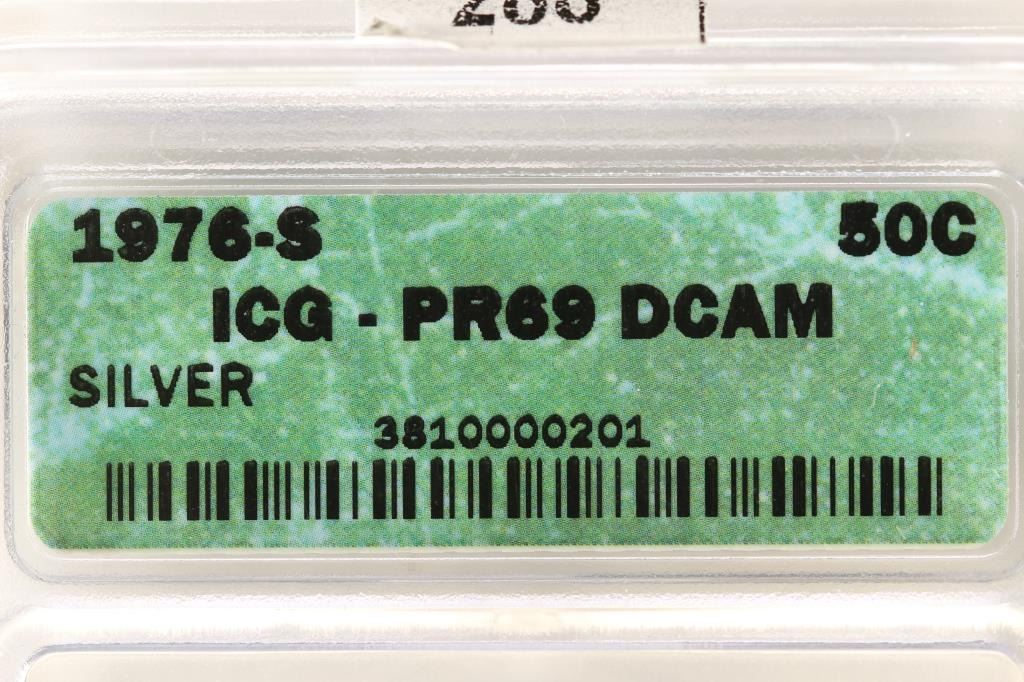 1976-S 50C
ICG - PR69 DCAM
SILVER
3810000201